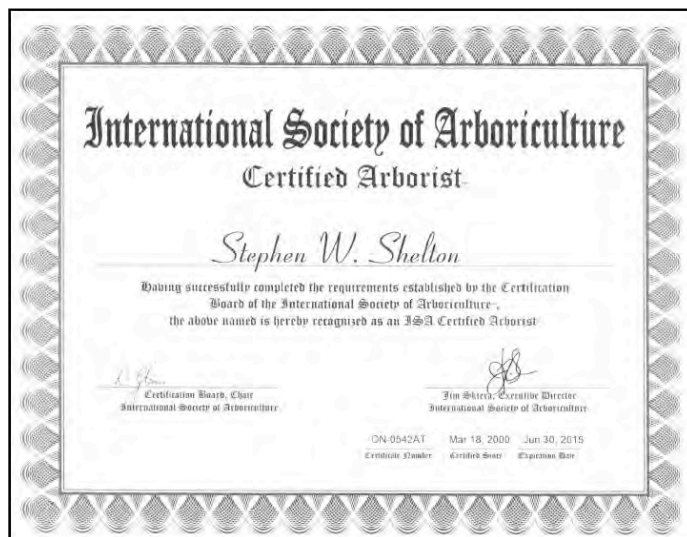 International Society of Arboriculture
Certified Arborist
Stephen W. Shelton
Having successfully completed the requirements established by the Certification
Board of the International Society of Arboriculture,
the above named is hereby recognized as an ISA Certified Arborist
Certification Board, Chair
International Society of Arboriculture
Jim Skiera, Executive Director
International Society of Arboriculture
ON-0542AT Mar 18, 2000 Jun 30, 2015
Certificate Number Certified Since Expiration Date